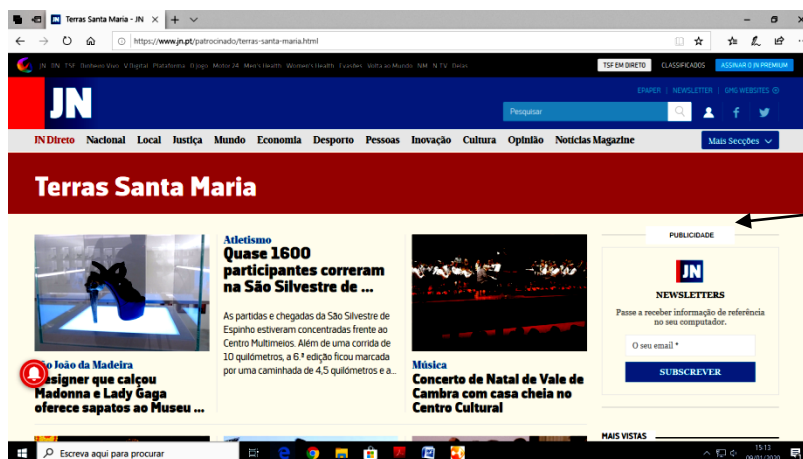 Terras Santa Maria - JN
https://www.jn.pt/patrocinado/terras-santa-maria.html
JN DN TSF Dinheiro Vivo V Digital Plataforma O Jogo Motor 24 Men's Health Women's Health Evasões Volta ao Mundo NM N TV Delas
TSF EM DIRETO CLASSIFICADOS ASSINAR O JN PREMIUM
EPAPER | NEWSLETTER | GMG WEBSITES
JN
Pesquisar
JN Direto Nacional Local Justiça Mundo Economia Desporto Pessoas Inovação Cultura Opinião Notícias Magazine Mais Secções
Terras Santa Maria
São João da Madeira
Designer que calçou
Madonna e Lady Gaga
oferece sapatos ao Museu ...
Atletismo
Quase 1600
participantes correram
na São Silvestre de ...
As partidas e chegadas da São Silvestre de
Espinho estiveram concentradas frente ao
Centro Multimeios. Além de uma corrida de
10 quilómetros, a 6.ª edição ficou marcada
por uma caminhada de 4,5 quilómetros e a...
Música
Concerto de Natal de Vale de
Cambra com casa cheia no
Centro Cultural
PUBLICIDADE
JN
NEWSLETTERS
Passe a receber informação de referência
no seu computador.
O seu email *
SUBSCREVER
MAIS VISTAS
Escreva aqui para procurar
15:13
09/01/2020